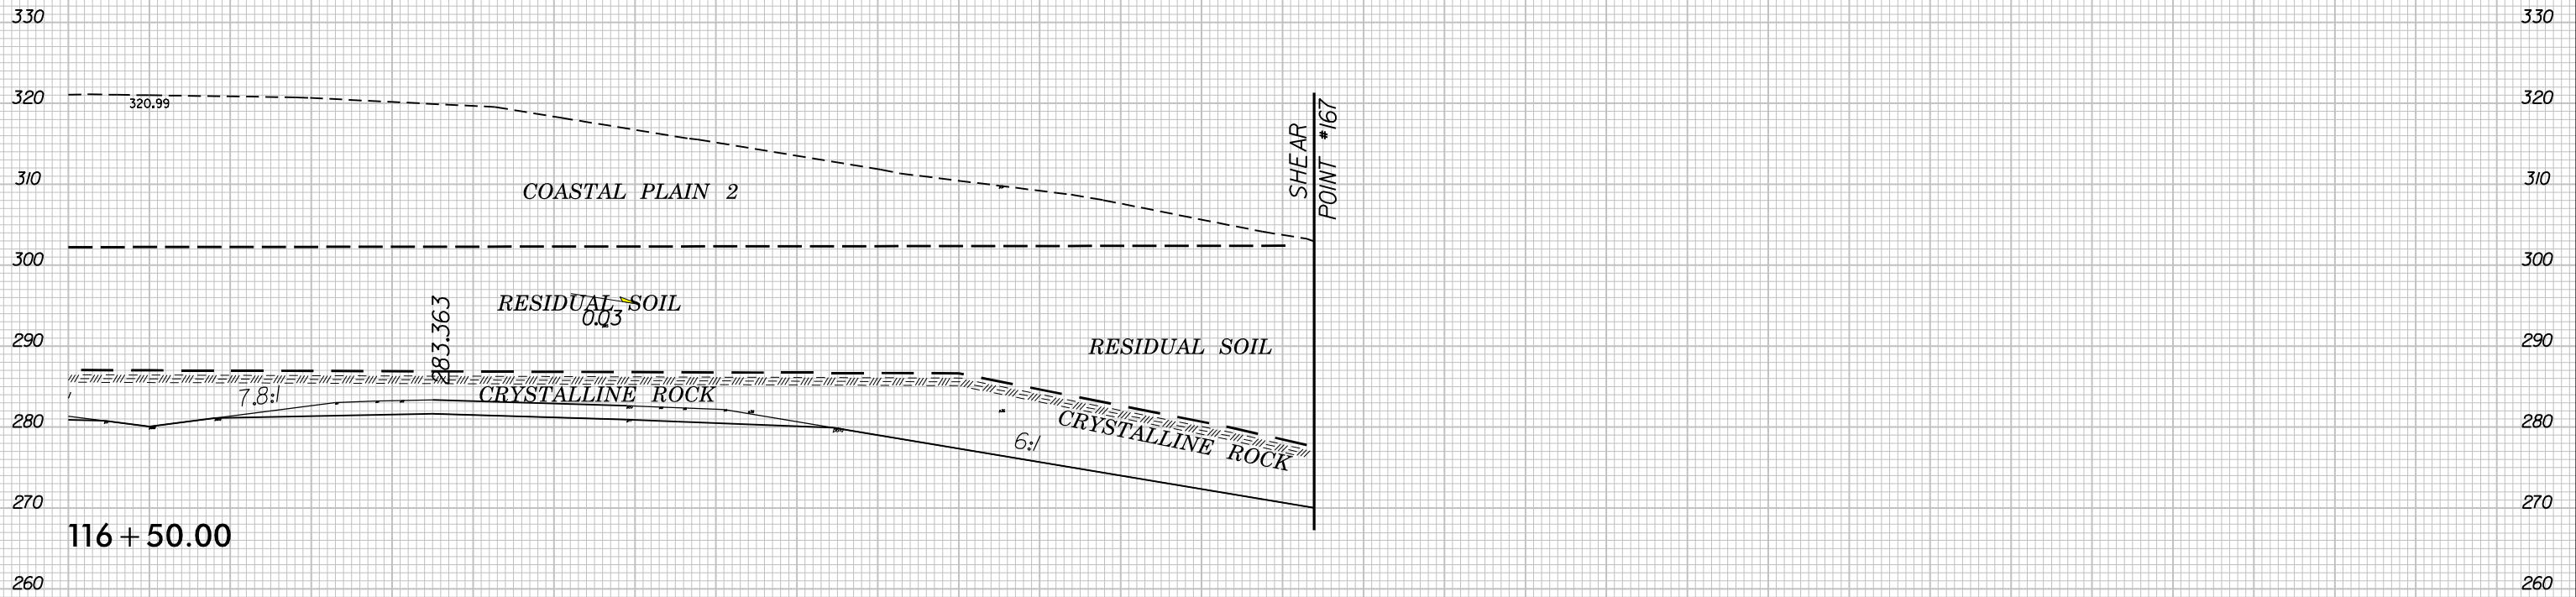 330 330
320 320
320.99
SHEAR
POINT #167
310 310
COASTAL PLAIN 2
300 300
RESIDUAL SOIL
0.03
283.363
290 290
RESIDUAL SOIL
7.8:1
CRYSTALLINE ROCK
280 280
CRYSTALLINE ROCK
6:1
270 270
116+50.00
260 260